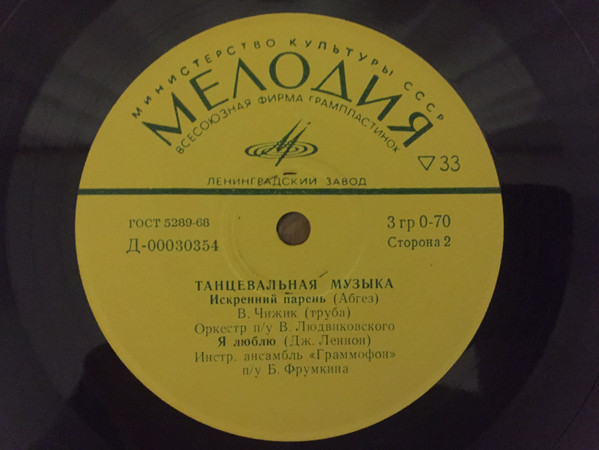 МИНИСТЕРСТВО КУЛЬТУРЫ СССР
МЕЛОДИЯ
ВСЕСОЮЗНАЯ ФИРМА ГРАМПЛАСТИНОК
▽33
ЛЕНИНГРАДСКИЙ ЗАВОД
ГОСТ 5289-68
3 гр 0-70
Д-00030354
Сторона 2
ТАНЦЕВАЛЬНАЯ МУЗЫКА
Искренний парень (Абгез)
В. Чижик (труба)
Оркестр п/у В. Людвиковского
Я люблю (Дж. Леннон)
Инстр. ансамбль «Граммофон»
п/у Б. Фрумкина